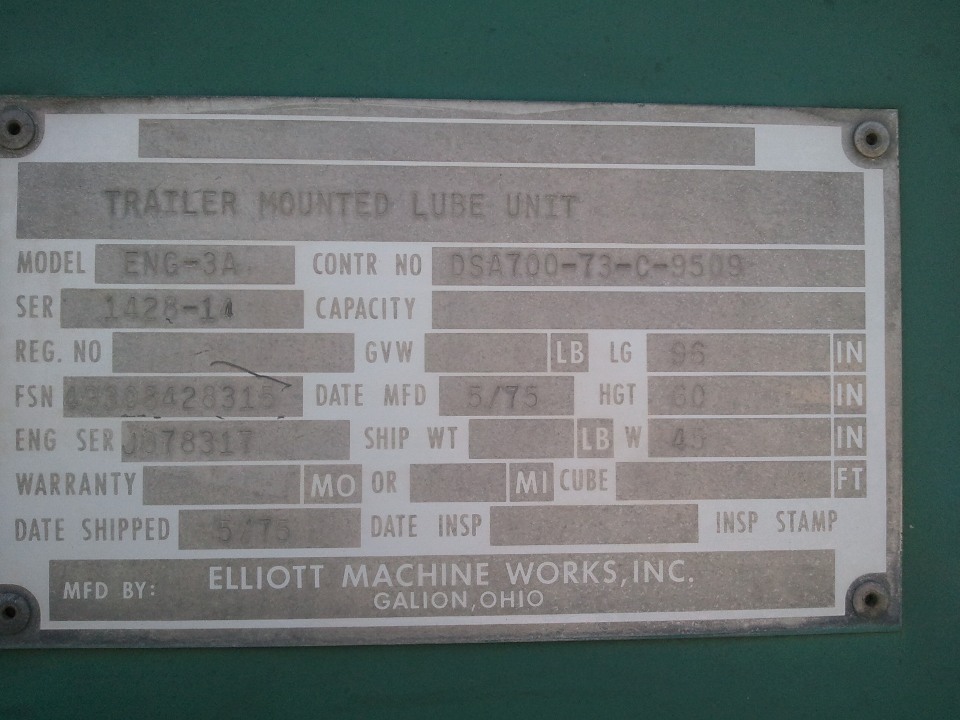 TRAILER MOUNTED LUBE UNIT
MODEL ENG-3A CONTR NO DSA700-73-C-9509
SER 1428-14 CAPACITY
REG. NO GVW LB LG 96 IN
FSN DATE MFD 5/75 HGT 60 IN
ENG SER SHIP WT LB W 45 IN
WARRANTY MO OR MI CUBE FT
DATE SHIPPED 5/75 DATE INSP INSP STAMP
MFD BY: ELLIOTT MACHINE WORKS, INC.
GALION, OHIO